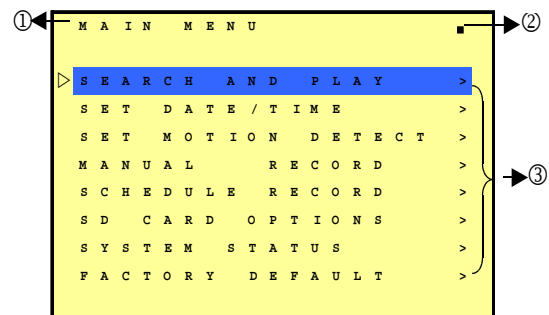 ① MAIN MENU ②
▷ SEARCH AND PLAY >
SET DATE/TIME >
SET MOTION DETECT >
MANUAL RECORD >
SCHEDULE RECORD >
SD CARD OPTIONS >
SYSTEM STATUS >
FACTORY DEFAULT >
③